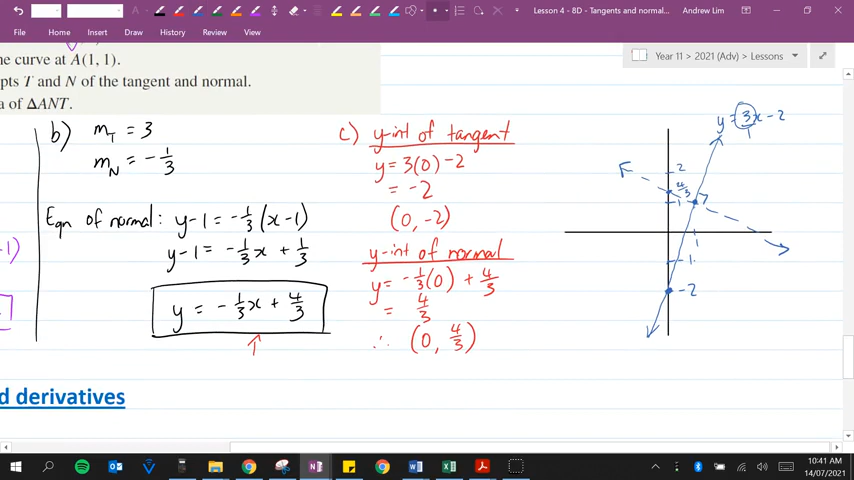 Lesson 4 - 8D - Tangents and normal...
Andrew Lim
File
Home
Insert
Draw
History
Review
View
Year 11 > 2021 (Adv) > Lessons
ne curve at A(1, 1).
pts T and N of the tangent and normal.
a of ΔANT.
-1)
b) m_T = 3
m_N = -1/3
Eqn of normal: y-1 = -1/3 (x-1)
y-1 = -1/3 x + 1/3
y = -1/3 x + 4/3
↑
c) y-int of tangent
y = 3(0) - 2
= -2
(0, -2)
y-int of normal
y = -1/3 (0) + 4/3
= 4/3
∴ (0, 4/3)
y = 3x - 2
1
2
4/3
1
1
-1
-2
d derivatives
10:41 AM
14/07/2021